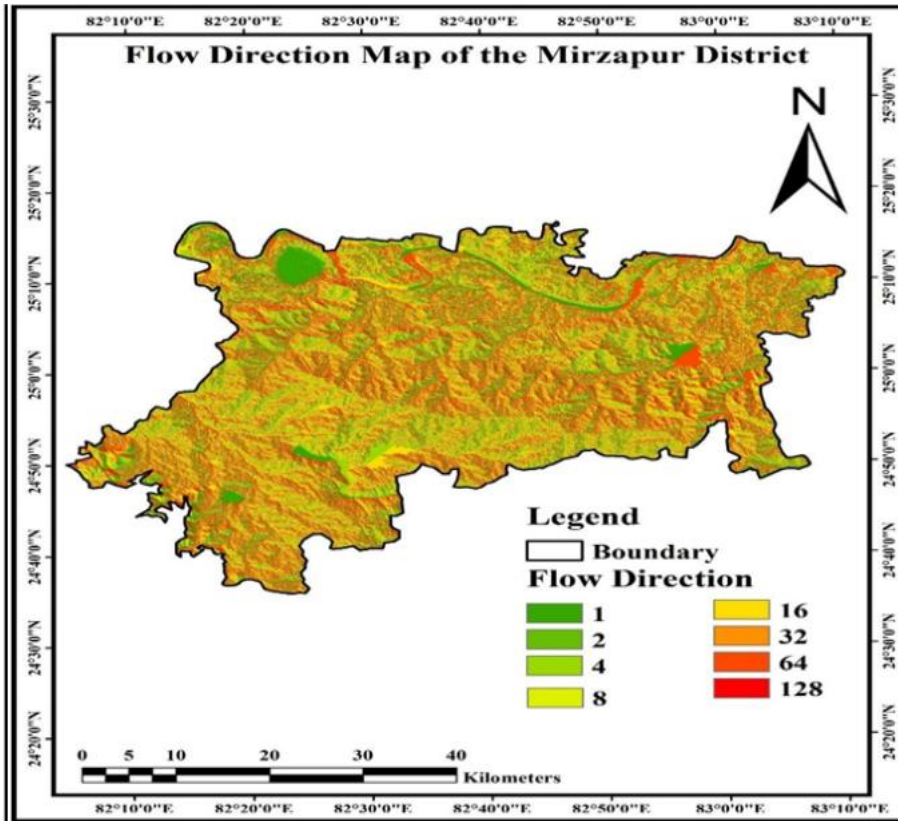 82°10'0"E 82°20'0"E 82°30'0"E 82°40'0"E 82°50'0"E 83°0'0"E 83°10'0"E
Flow Direction Map of the Mirzapur District
N
25°30'0"N 25°30'0"N
25°20'0"N 25°20'0"N
25°10'0"N 25°10'0"N
25°0'0"N 25°0'0"N
24°50'0"N 24°50'0"N
24°40'0"N 24°40'0"N
24°30'0"N 24°30'0"N
24°20'0"N 24°20'0"N
Legend
Boundary
Flow Direction
1 16
2 32
4 64
8 128
0 5 10 20 30 40
Kilometers
82°10'0"E 82°20'0"E 82°30'0"E 82°40'0"E 82°50'0"E 83°0'0"E 83°10'0"E